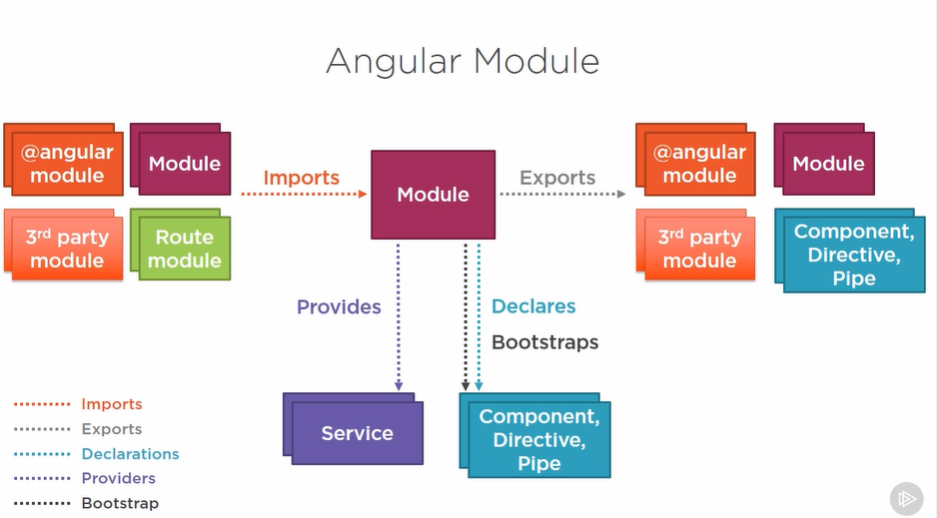 Angular Module
@angular
module
Module
3rd party
module
Route
module
Imports
Module
Exports
@angular
module
Module
3rd party
module
Component,
Directive,
Pipe
Provides
Declares
Bootstraps
Service
Component,
Directive,
Pipe
Imports
Exports
Declarations
Providers
Bootstrap